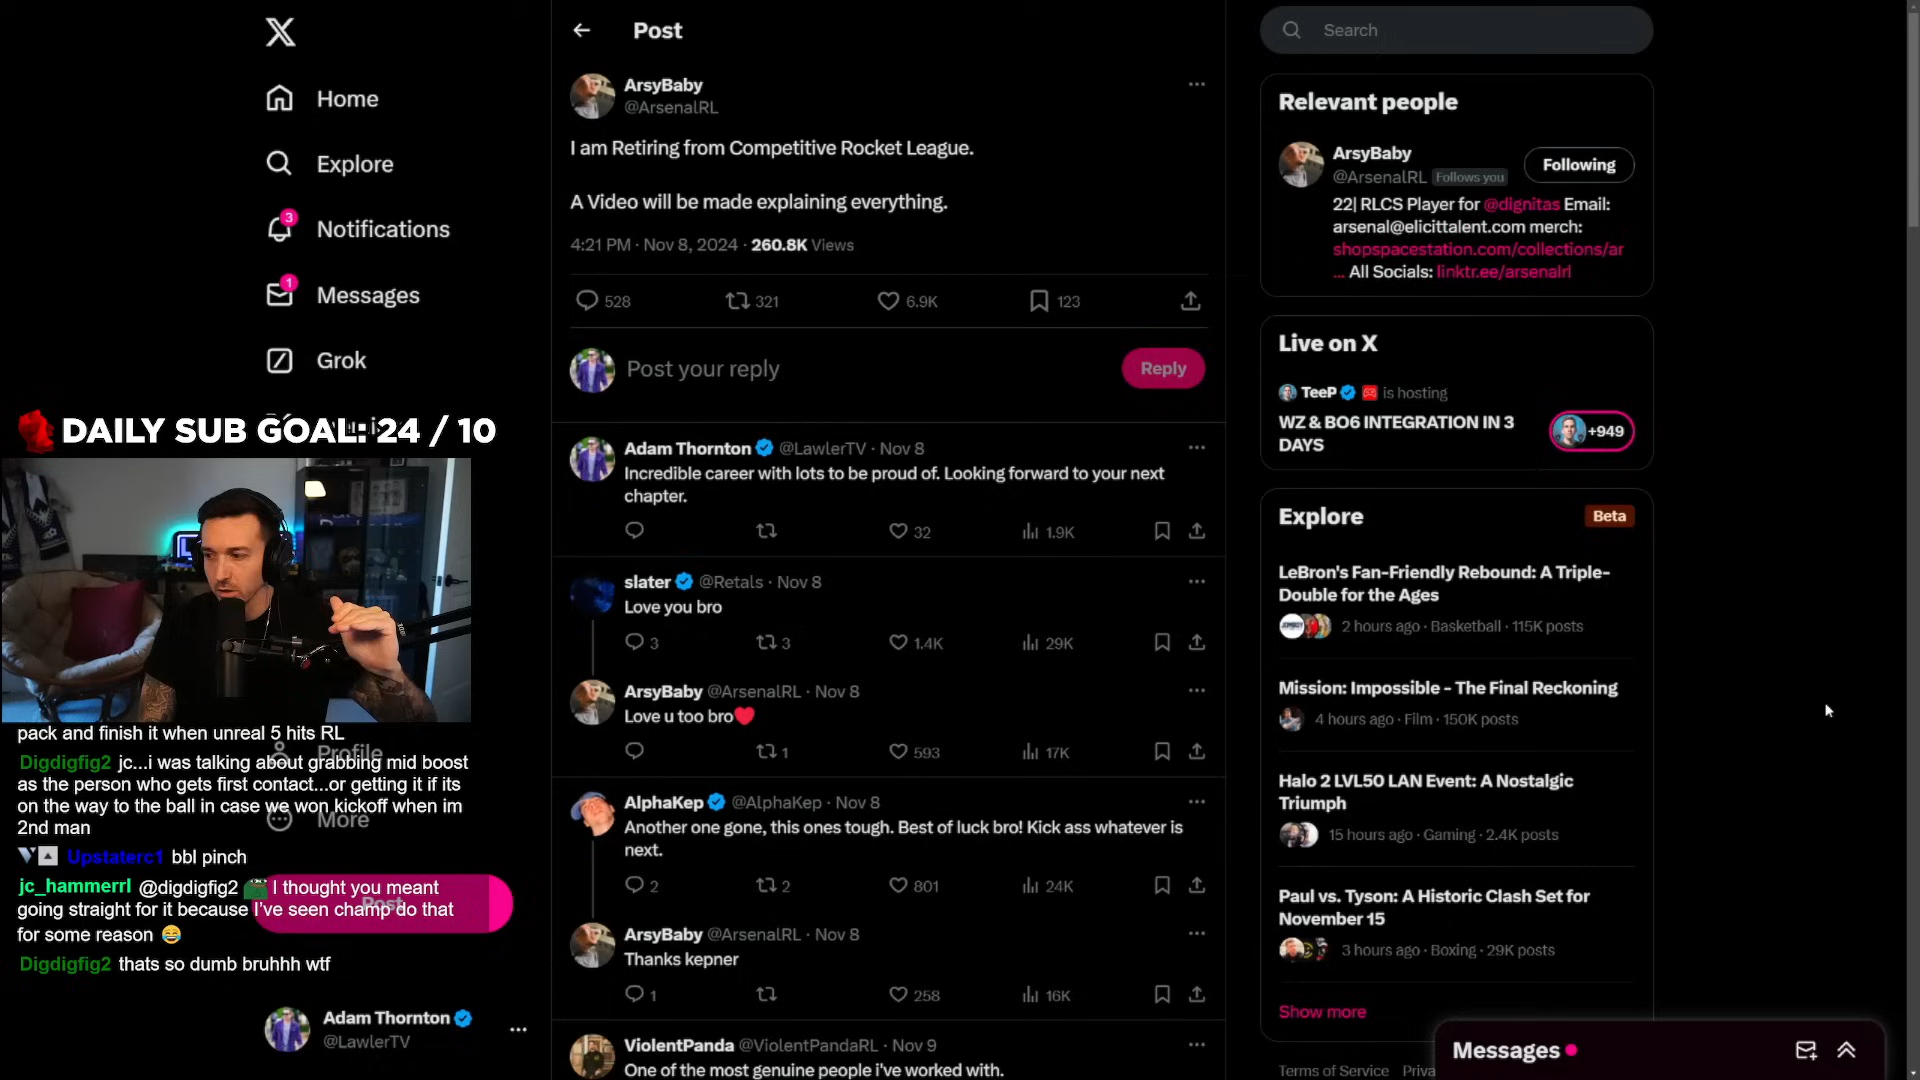 Home
Explore
3
Notifications
1
Messages
Grok
DAILY SUB GOAL: 24 / 10
pack and finish it when unreal 5 hits RL
Profile
Digdigfig2 jc...i was talking about grabbing mid boost
as the person who gets first contact...or getting it if its
on the way to the ball in case we won kickoff when im
2nd man
More
Upstaterc1 bbl pinch
jc_hammerrl @digdigfig2 I thought you meant
going straight for it because I've seen champ do that
Post
for some reason 😂
Digdigfig2 thats so dumb bruhhh wtf
Adam Thornton
@LawlerTV
Post
ArsyBaby
@ArsenalRL
I am Retiring from Competitive Rocket League.
A Video will be made explaining everything.
4:21 PM · Nov 8, 2024 · 260.8K Views
528 321 6.9K 123
Post your reply
Reply
Adam Thornton @LawlerTV · Nov 8
Incredible career with lots to be proud of. Looking forward to your next
chapter.
32 1.9K
slater @Retals · Nov 8
Love you bro
3 3 1.4K 29K
ArsyBaby @ArsenalRL · Nov 8
Love u too bro❤️
1 593 17K
AlphaKep @AlphaKep · Nov 8
Another one gone, this ones tough. Best of luck bro! Kick ass whatever is
next.
2 2 801 24K
ArsyBaby @ArsenalRL · Nov 8
Thanks kepner
1 258 16K
ViolentPanda @ViolentPandaRL · Nov 9
One of the most genuine people i've worked with.
Search
Relevant people
ArsyBaby
@ArsenalRL Follows you
Following
22| RLCS Player for @dignitas Email:
arsenal@elicittalent.com merch:
shopspacestation.com/collections/ar
... All Socials: linktr.ee/arsenalrl
Live on X
TeeP is hosting
WZ & BO6 INTEGRATION IN 3
DAYS
+949
Explore
Beta
LeBron's Fan-Friendly Rebound: A Triple-
Double for the Ages
2 hours ago · Basketball · 115K posts
Mission: Impossible - The Final Reckoning
4 hours ago · Film · 150K posts
Halo 2 LVL50 LAN Event: A Nostalgic
Triumph
15 hours ago · Gaming · 2.4K posts
Paul vs. Tyson: A Historic Clash Set for
November 15
3 hours ago · Boxing · 29K posts
Show more
Messages
Terms of Service Priva